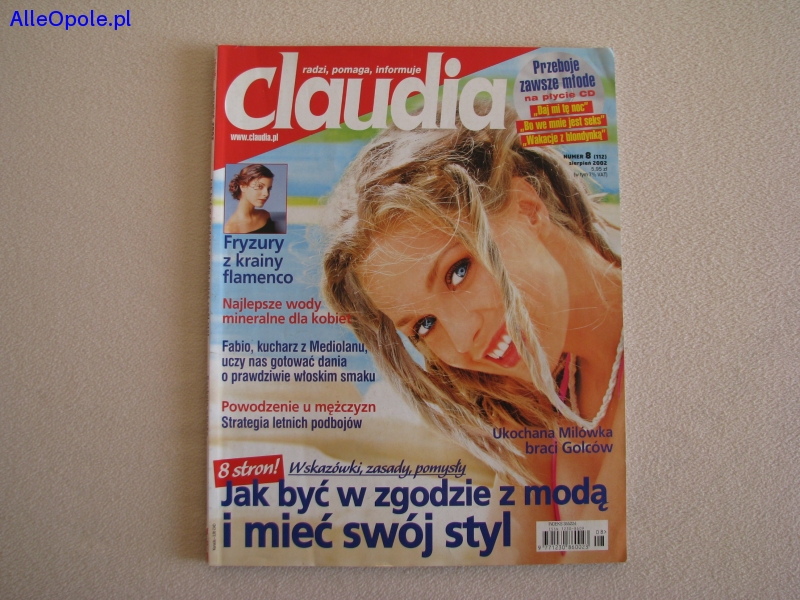 AlleOpole.pl
radzi, pomaga, informuje
Claudia
www.claudia.pl
Przeboje
zawsze młode
na płycie CD
„Daj mi tę noc"
„Bo we mnie jest seks"
„Wakacje z blondynką"
NUMER 8 (112)
sierpień 2002
Fryzury
z krainy
flamenco
Najlepsze wody
mineralne dla kobiet
Fabio, kucharz z Mediolanu,
uczy nas gotować dania
o prawdziwie włoskim smaku
Powodzenie u mężczyzn
Strategia letnich podbojów
Ukochana Milówka
braci Golców
8 stron! Wskazówki, zasady, pomysły
Jak być w zgodzie z modą
i mieć swój styl